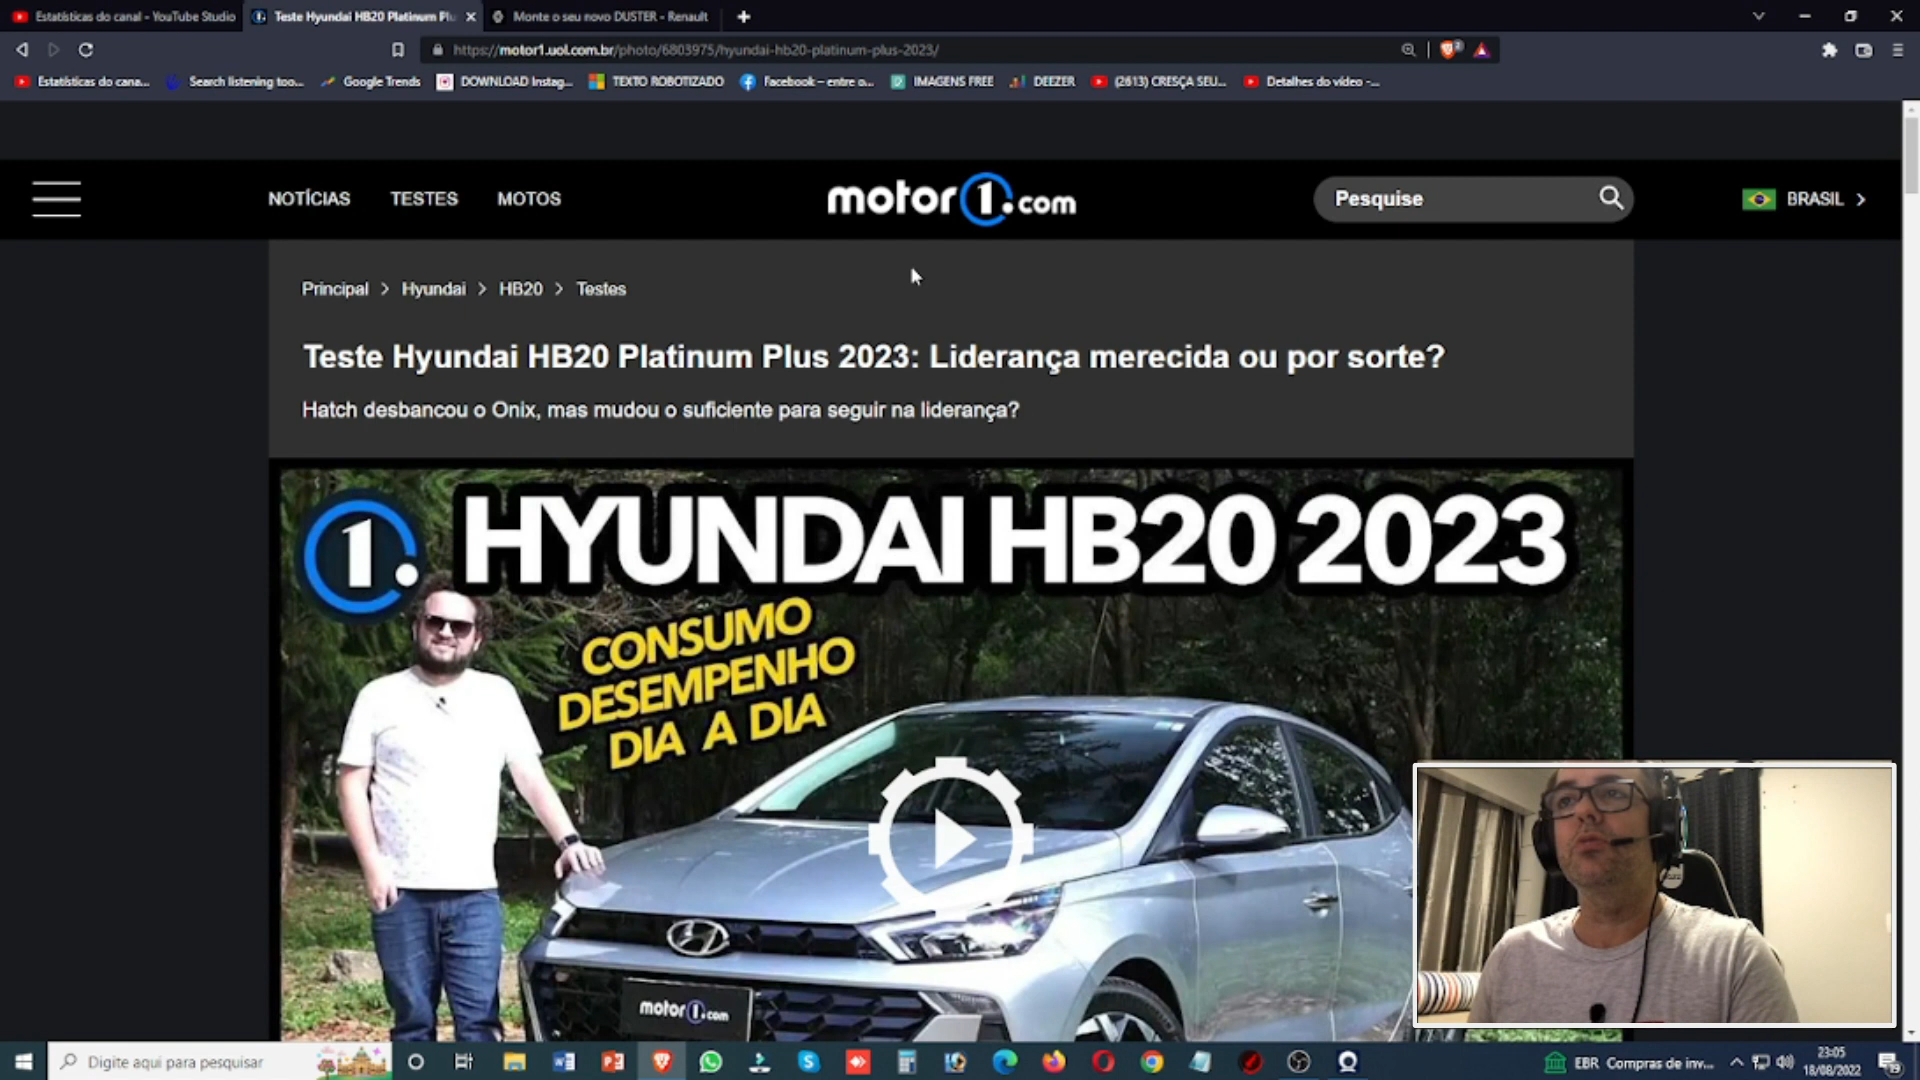 Estatísticas do canal - YouTube Studio
Teste Hyundai HB20 Platinum Plu
Monte o seu novo DUSTER - Renault
https://motor1.uol.com.br/photo/6803975/hyundai-hb20-platinum-plus-2023/
2
Estatísticas do cana...
Search listening too...
Google Trends
DOWNLOAD Instag...
TEXTO ROBOTIZADO
Facebook – entre o...
IMAGENS FREE
DEEZER
(2613) CRESÇA SEU...
Detalhes do vídeo -...
NOTÍCIAS
TESTES
MOTOS
motor1.com
Pesquise
BRASIL
Principal > Hyundai > HB20 > Testes
Teste Hyundai HB20 Platinum Plus 2023: Liderança merecida ou por sorte?
Hatch desbancou o Onix, mas mudou o suficiente para seguir na liderança?
1. HYUNDAI HB20 2023
CONSUMO
DESEMPENHO
DIA A DIA
motor1.com
Digite aqui para pesquisar
EBR Compras de inv...
23:05
18/08/2022